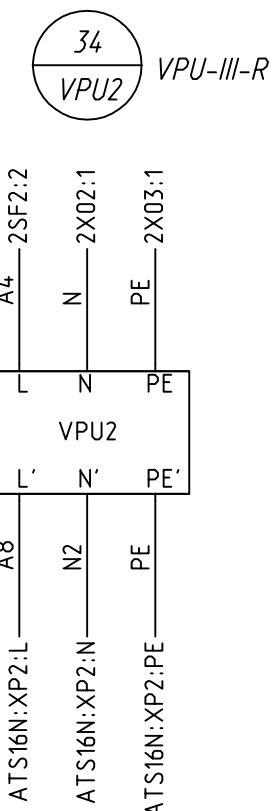 34
VPU2
VPU-III-R
2SF2:2
2X02:1
2X03:1
A4
N
PE
L N PE
VPU2
L' N' PE'
A8
N2
PE
ATS16N:XP2:L
ATS16N:XP2:N
ATS16N:XP2:PE